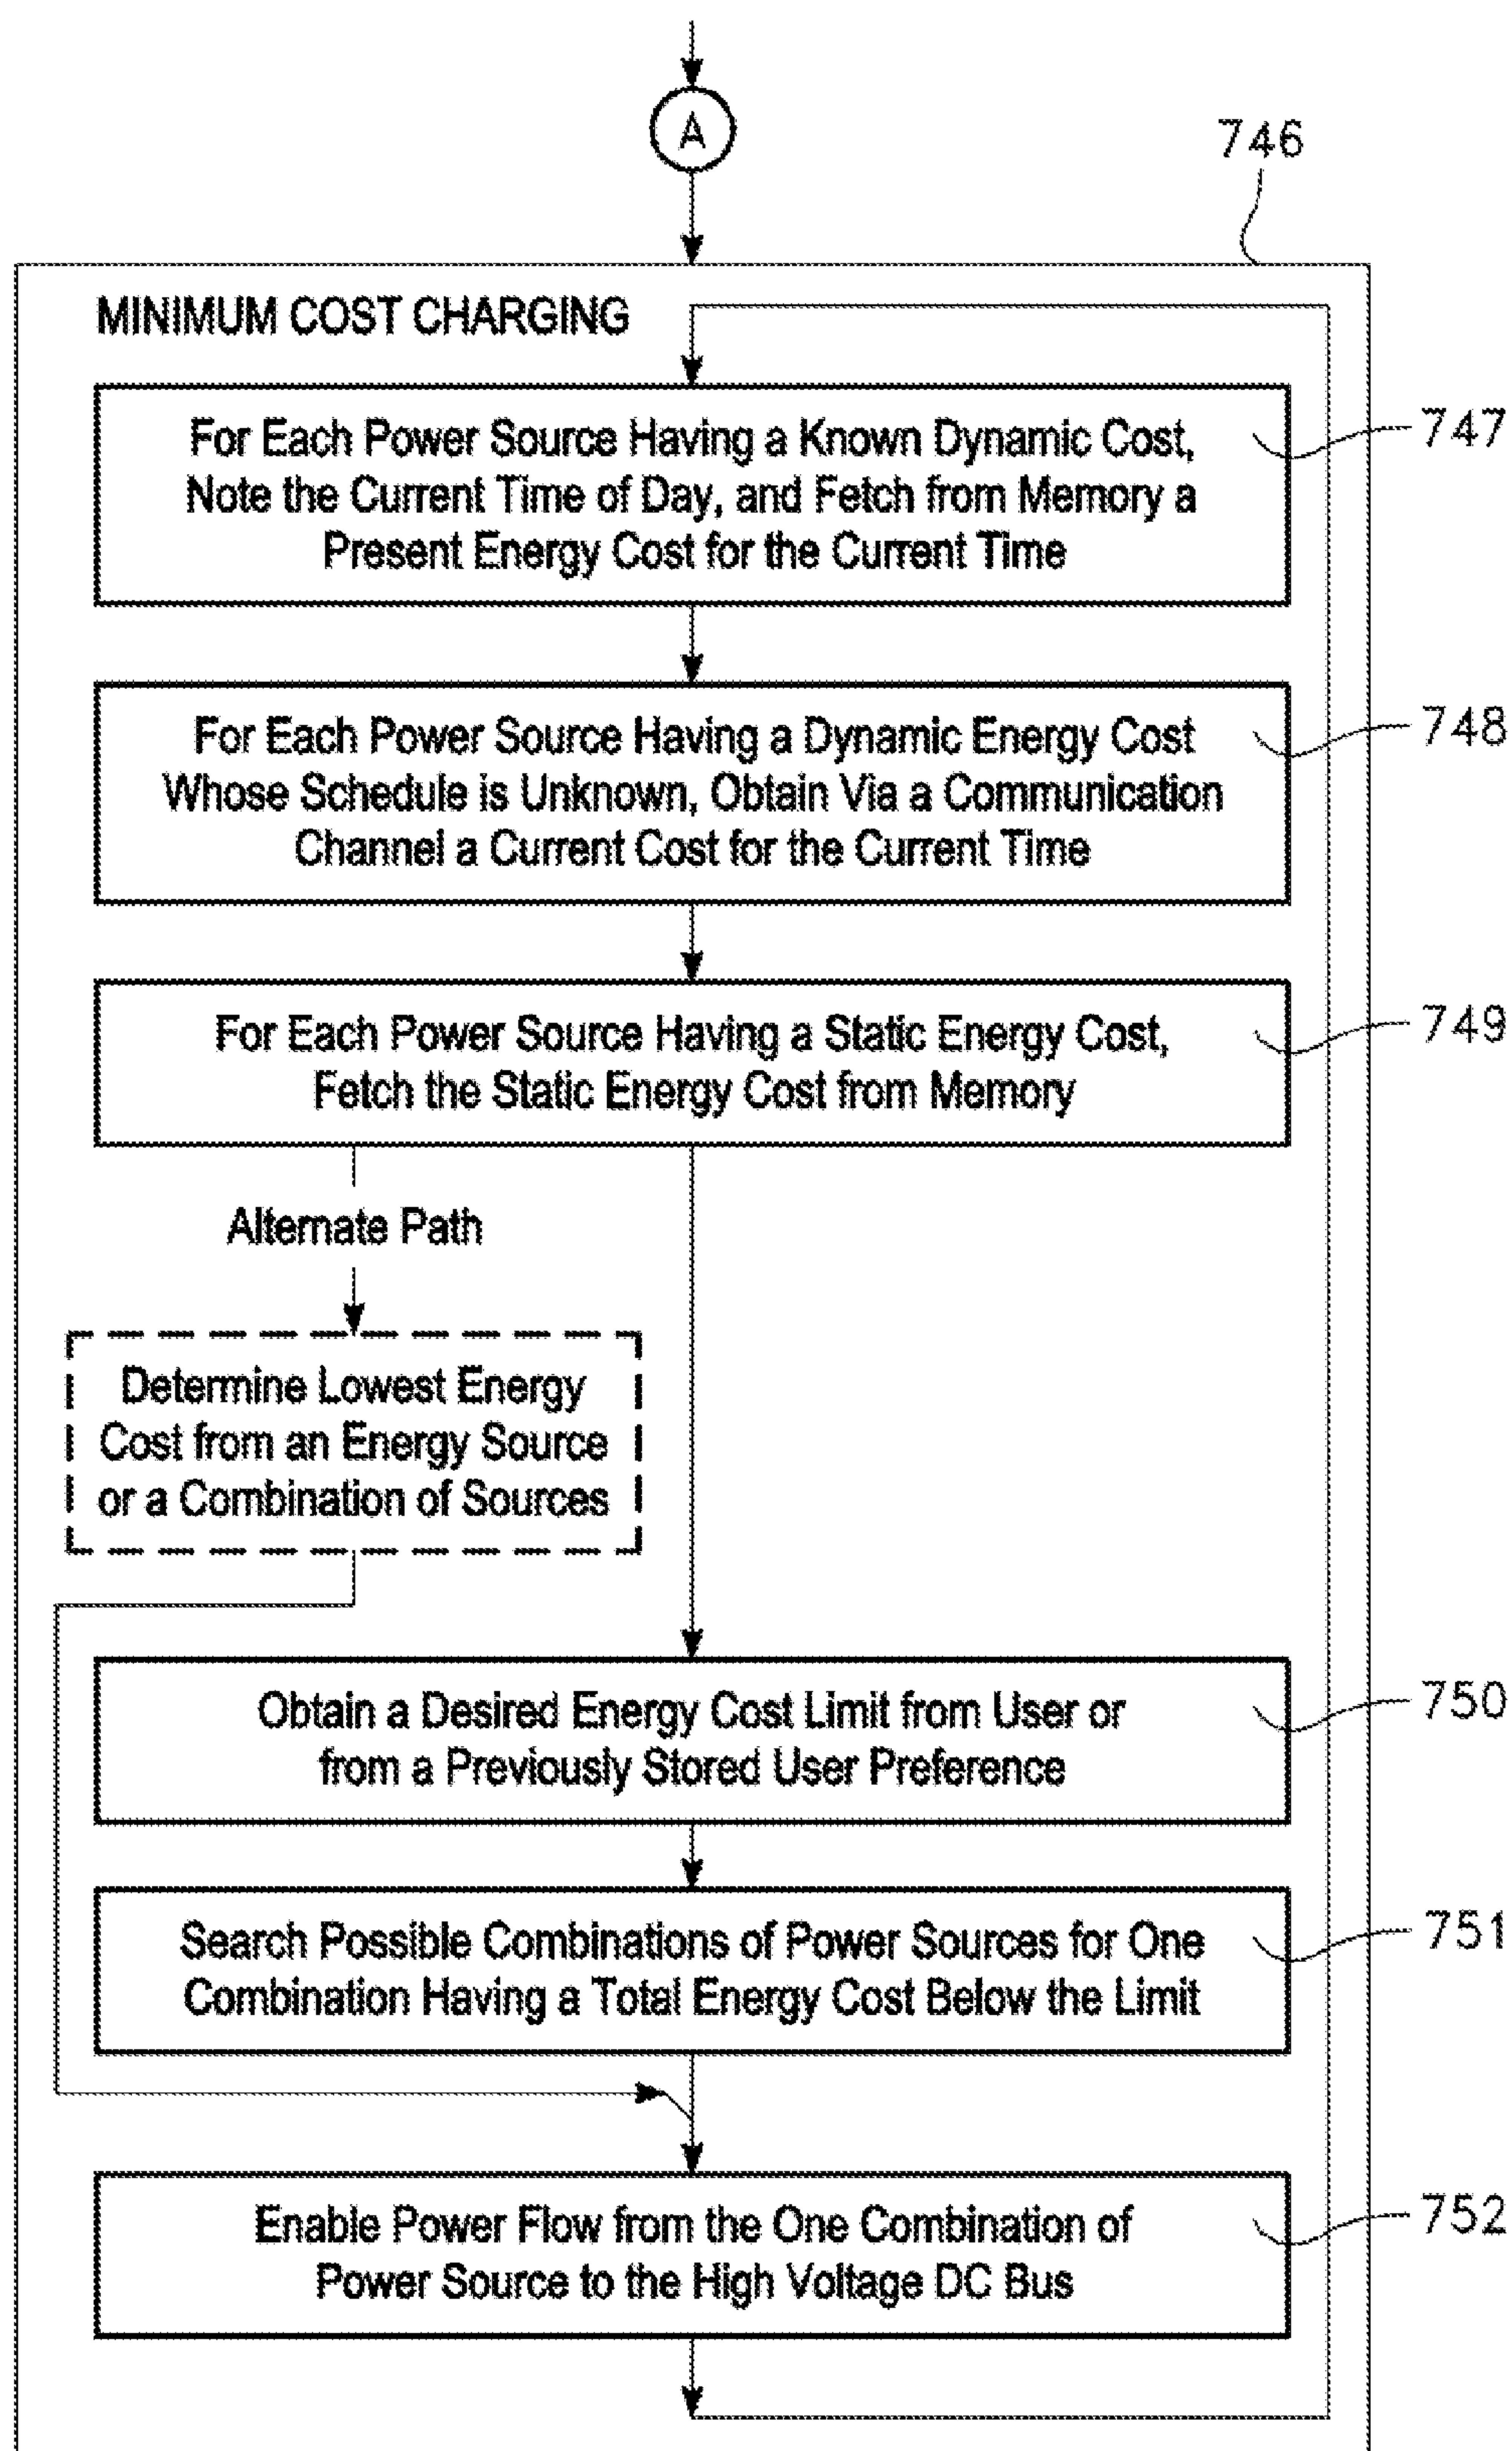 A
746
MINIMUM COST CHARGING
For Each Power Source Having a Known Dynamic Cost,
Note the Current Time of Day, and Fetch from Memory a
Present Energy Cost for the Current Time
747
For Each Power Source Having a Dynamic Energy Cost
Whose Schedule is Unknown, Obtain Via a Communication
Channel a Current Cost for the Current Time
748
For Each Power Source Having a Static Energy Cost,
Fetch the Static Energy Cost from Memory
749
Alternate Path
Determine Lowest Energy
Cost from an Energy Source
or a Combination of Sources
Obtain a Desired Energy Cost Limit from User or
from a Previously Stored User Preference
750
Search Possible Combinations of Power Sources for One
Combination Having a Total Energy Cost Below the Limit
751
Enable Power Flow from the One Combination of
Power Source to the High Voltage DC Bus
752